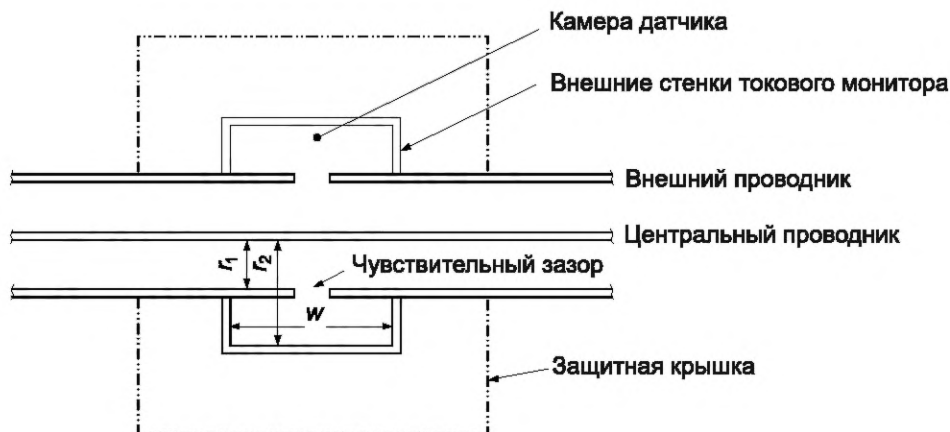 Камера датчика
Внешние стенки токового монитора
Внешний проводник
Центральный проводник
r₁
r₂
Чувствительный зазор
w
Защитная крышка